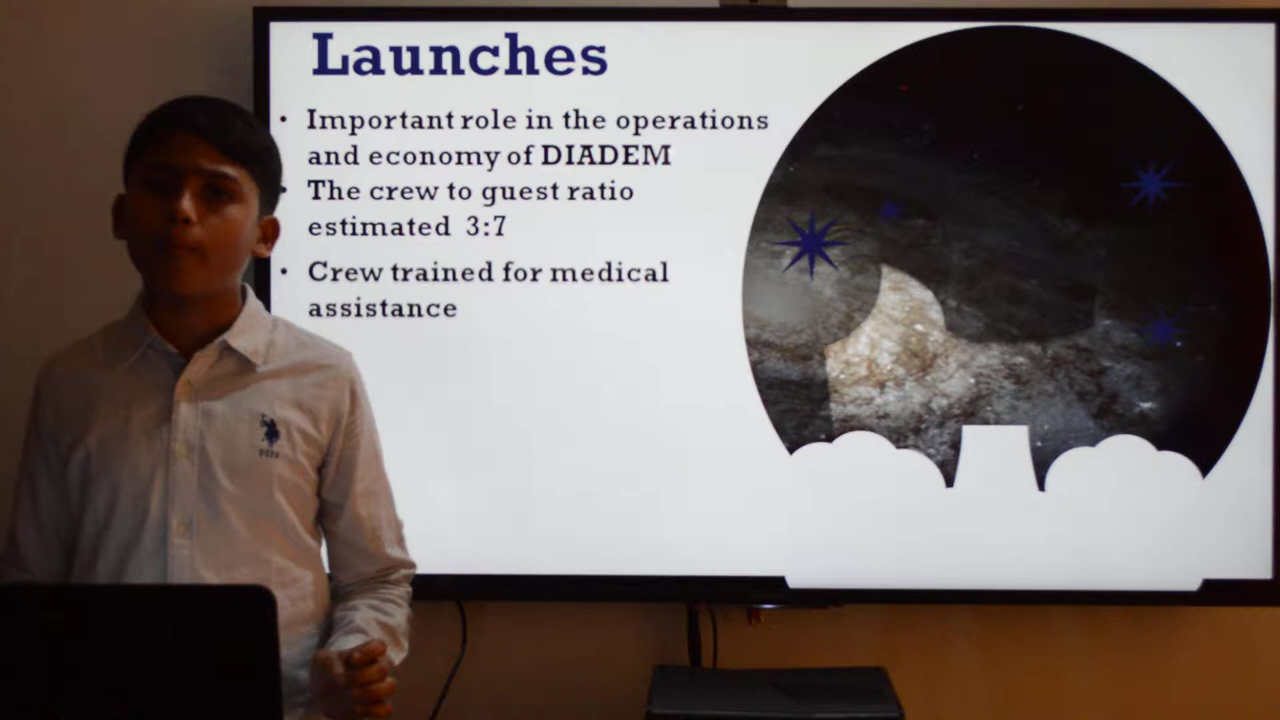 Launches
• Important role in the operations
and economy of DIADEM
• The crew to guest ratio
estimated 3:7
• Crew trained for medical
assistance